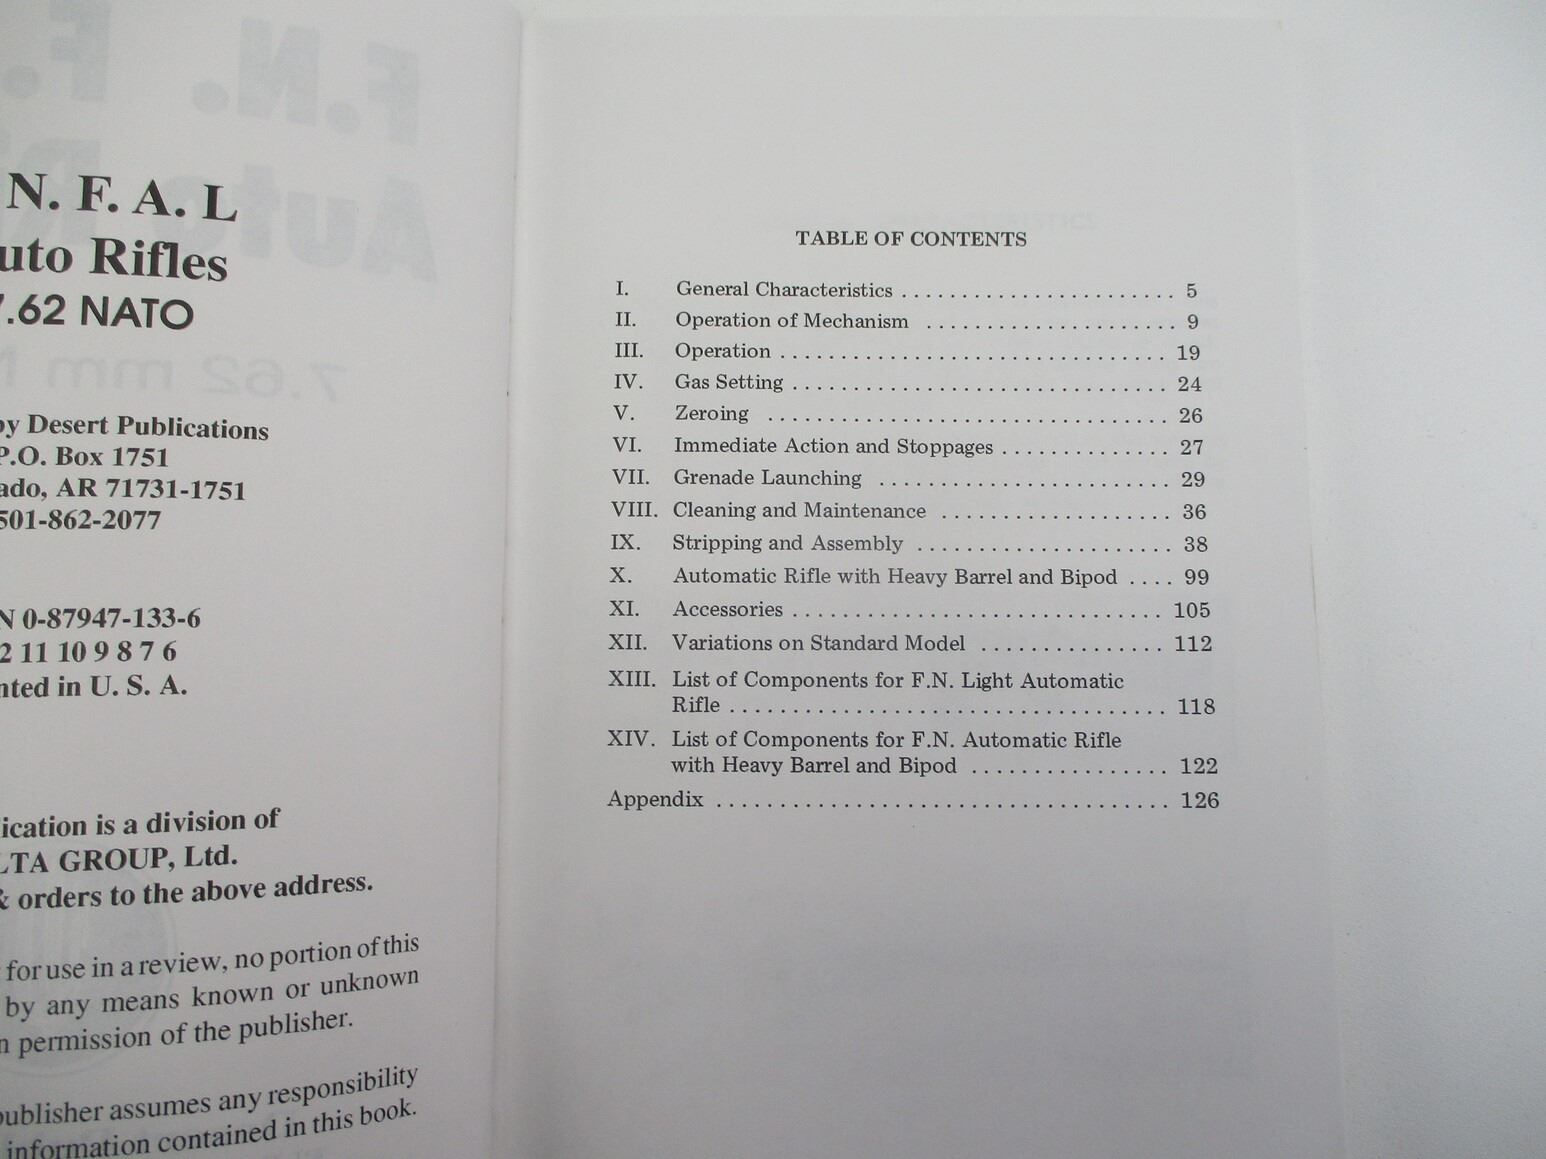 N. F. A. L
uto Rifles
7.62 NATO
by Desert Publications
P.O. Box 1751
ado, AR 71731-1751
501-862-2077
N 0-87947-133-6
2 11 10 9 8 7 6
nted in U. S. A.
ication is a division of
LTA GROUP, Ltd.
& orders to the above address.
for use in a review, no portion of this
by any means known or unknown
n permission of the publisher.
publisher assumes any responsibility
information contained in this book.
TABLE OF CONTENTS
I. General Characteristics . . . . . . . . . . . . . . . . . . . . . . . 5
II. Operation of Mechanism . . . . . . . . . . . . . . . . . . . . . 9
III. Operation . . . . . . . . . . . . . . . . . . . . . . . . . . . . . . . . 19
IV. Gas Setting . . . . . . . . . . . . . . . . . . . . . . . . . . . . . . . 24
V. Zeroing . . . . . . . . . . . . . . . . . . . . . . . . . . . . . . . . . 26
VI. Immediate Action and Stoppages . . . . . . . . . . . . . . 27
VII. Grenade Launching . . . . . . . . . . . . . . . . . . . . . . . . 29
VIII. Cleaning and Maintenance . . . . . . . . . . . . . . . . . . . 36
IX. Stripping and Assembly . . . . . . . . . . . . . . . . . . . . . 38
X. Automatic Rifle with Heavy Barrel and Bipod . . . . 99
XI. Accessories . . . . . . . . . . . . . . . . . . . . . . . . . . . . . . . 105
XII. Variations on Standard Model . . . . . . . . . . . . . . . 112
XIII. List of Components for F.N. Light Automatic
Rifle . . . . . . . . . . . . . . . . . . . . . . . . . . . . . . . . . . 118
XIV. List of Components for F.N. Automatic Rifle
with Heavy Barrel and Bipod . . . . . . . . . . . . . . . . 122
Appendix . . . . . . . . . . . . . . . . . . . . . . . . . . . . . . . . . . . 126